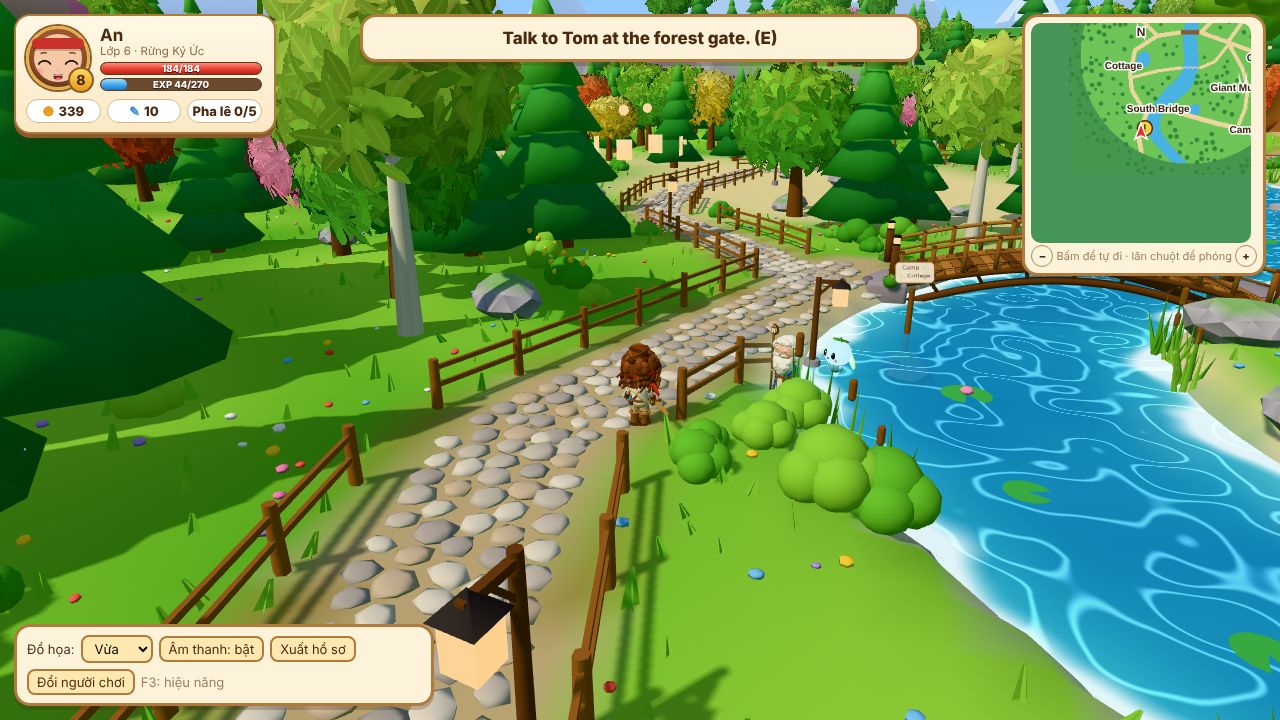 An
Lớp 6 · Rừng Ký Ức
184/184
EXP 44/270
8
339
10
Pha lê 0/5
Talk to Tom at the forest gate. (E)
N
Cottage
Giant Mu
South Bridge
Cam
− Bấm để tự đi · lăn chuột để phóng +
Camp
Cottage
Đồ họa: Vừa Âm thanh: bật Xuất hồ sơ
Đổi người chơi F3: hiệu năng